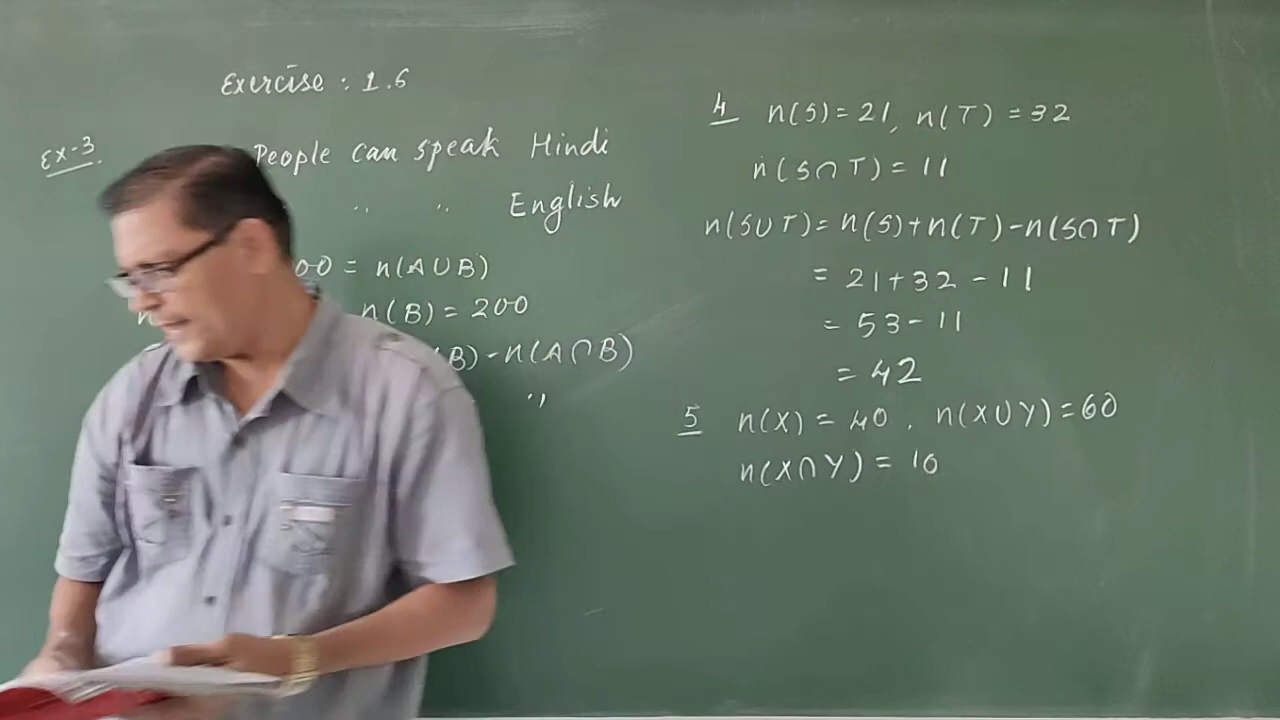 Exercise : 1.6
Ex-3.
People can speak Hindi
" " English
00 = n(A∪B)
n(B) = 200
B) - n(A∩B)
"
4 n(S) = 21, n(T) = 32
n(S∩T) = 11
n(S∪T) = n(S)+n(T)-n(S∩T)
= 21+32-11
= 53-11
= 42
5 n(X) = 40, n(X∪Y) = 60
n(X∩Y) = 10